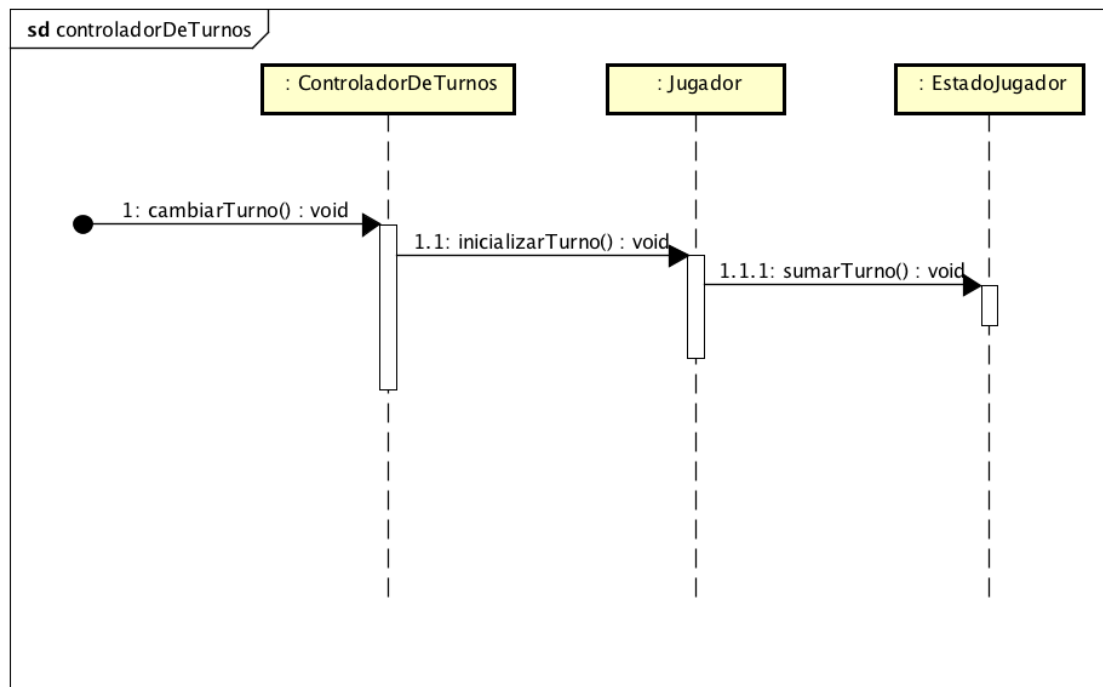 sd controladorDeTurnos
: ControladorDeTurnos
: Jugador
: EstadoJugador
1: cambiarTurno() : void
1.1: inicializarTurno() : void
1.1.1: sumarTurno() : void